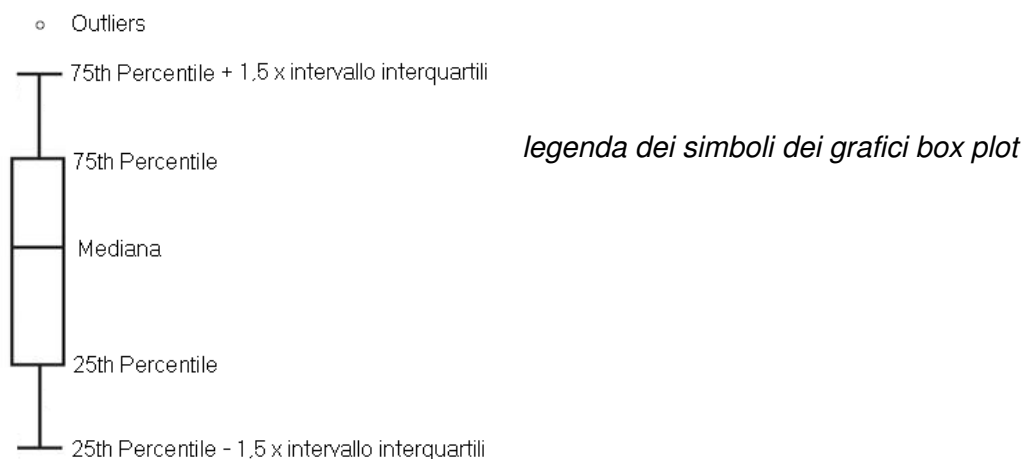 Outliers
75th Percentile + 1,5 x intervallo interquartili
legenda dei simboli dei grafici box plot
75th Percentile
Mediana
25th Percentile
25th Percentile - 1,5 x intervallo interquartili